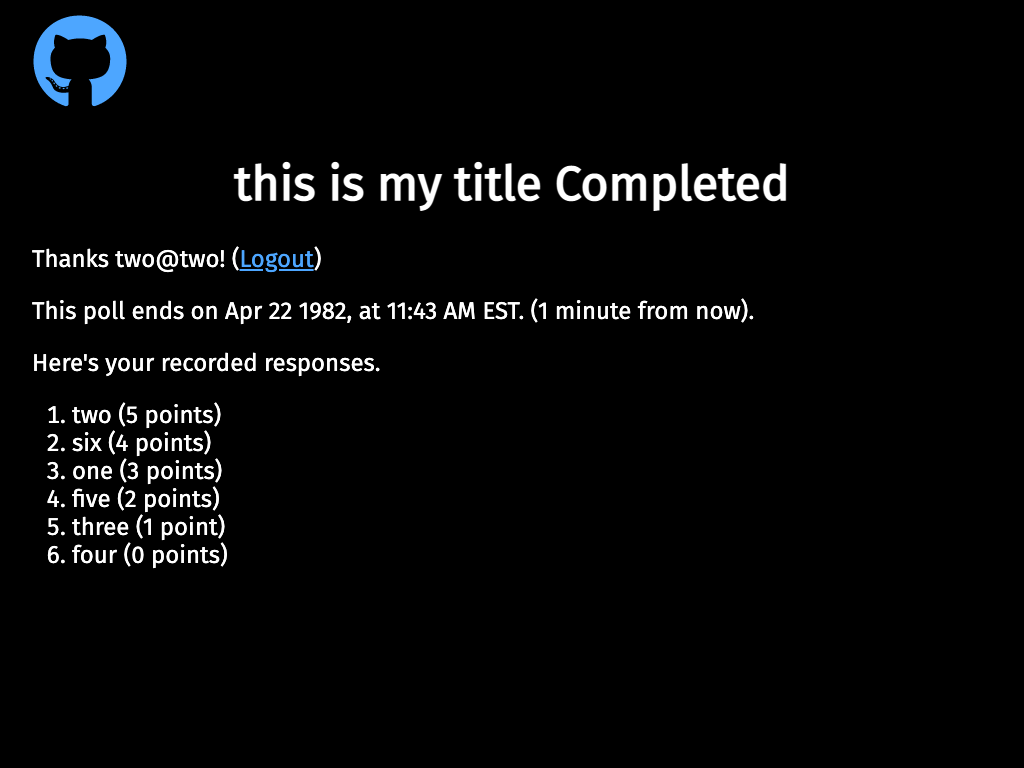 this is my title Completed
Thanks two@two! (Logout)
This poll ends on Apr 22 1982, at 11:43 AM EST. (1 minute from now).
Here's your recorded responses.
1. two (5 points)
2. six (4 points)
3. one (3 points)
4. five (2 points)
5. three (1 point)
6. four (0 points)